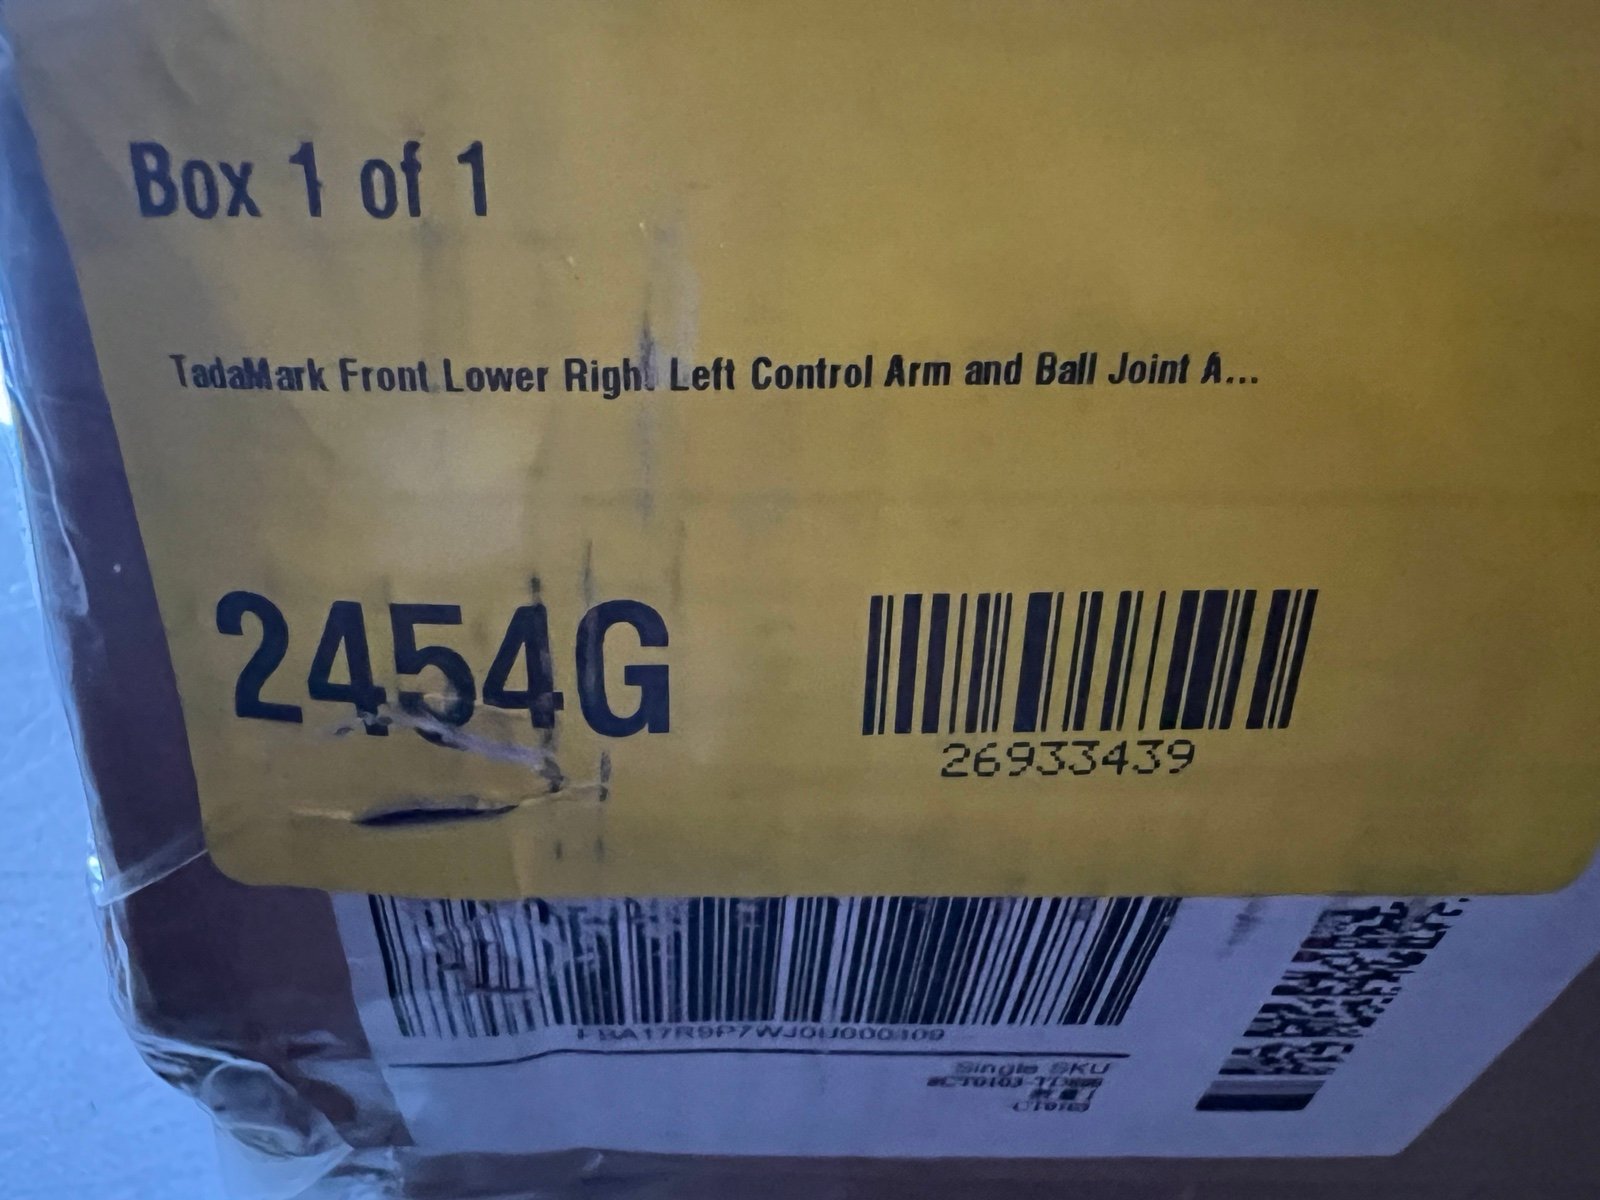 Box 1 of 1
TadaMark Front Lower Right Left Control Arm and Ball Joint A...
2454G
26933439
Single SKU